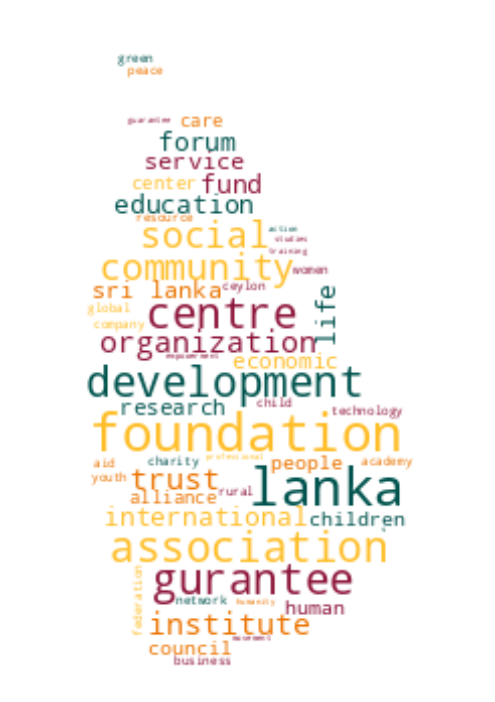 green
peace
guarantee care
forum
service
center fund
education
resource
social action
studies
training
community women
sri lanka ceylon
global centre life
company
organization
empowerment economic
development
research child technology
foundation
aid charity professional people academy
youth trust rural lanka
alliance
international children
association
gurantee
federation network humanity human
institute
movement
council
business